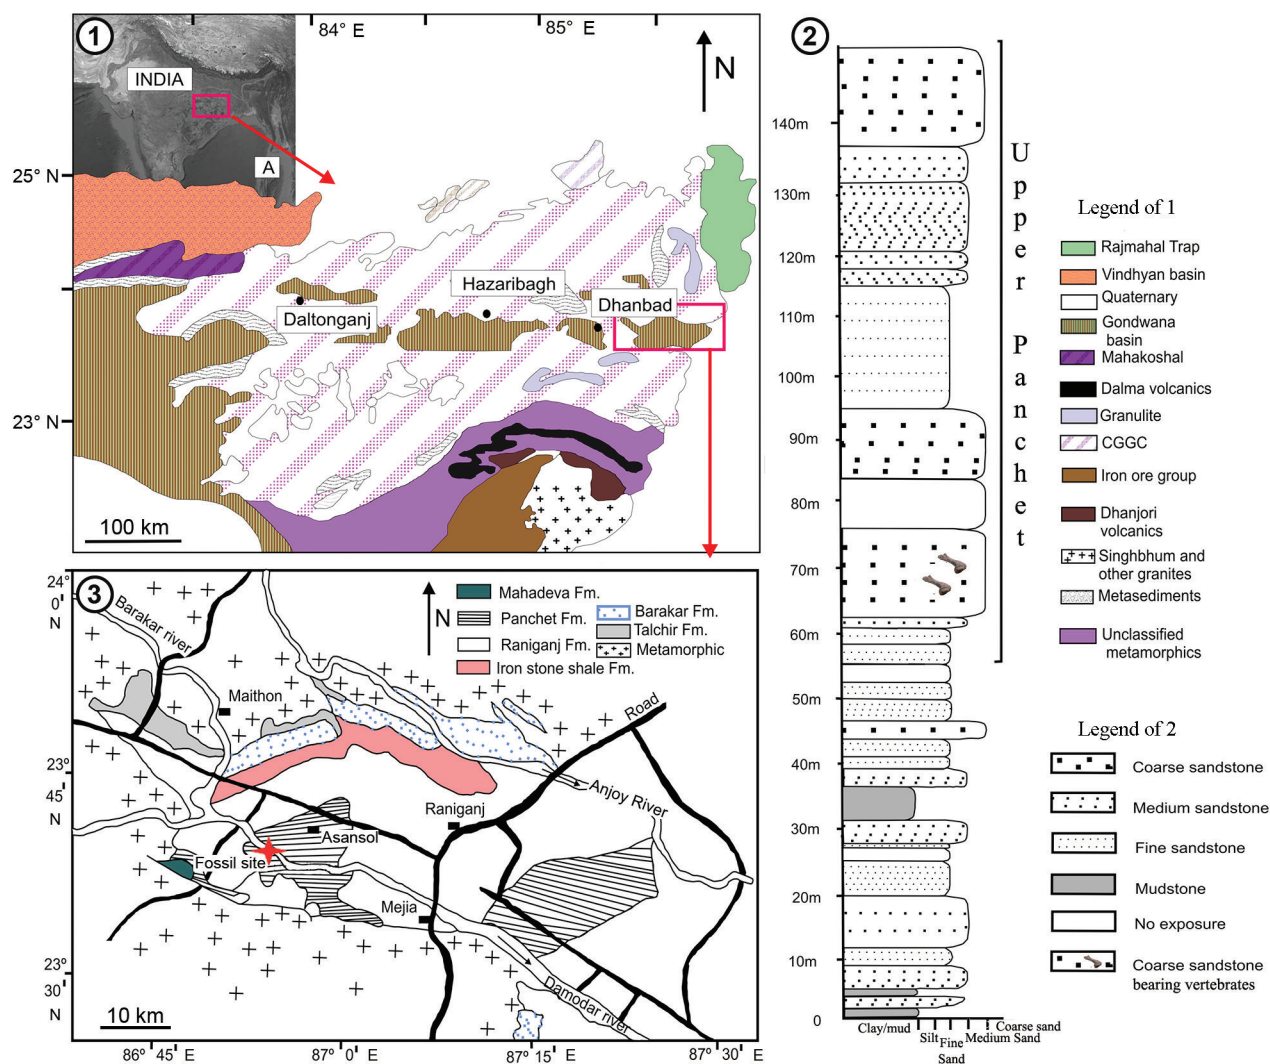 1
84° E
85° E
INDIA
A
N
25° N
23° N
Hazaribagh
Dhanbad
Daltonganj
100 km
2
140m
130m
120m
110m
100m
90m
80m
70m
60m
50m
40m
30m
20m
10m
0
Upper Panchet
Clay/mud
Silt
Fine Sand
Medium Sand
Coarse sand
Legend of 1
Rajmahal Trap
Vindhyan basin
Quaternary
Gondwana
basin
Mahakoshal
Dalma volcanics
Granulite
CGGC
Iron ore group
Dhanjori
volcanics
Singhbhum and
other granites
Metasediments
Unclassified
metamorphics
Legend of 2
Coarse sandstone
Medium sandstone
Fine sandstone
Mudstone
No exposure
Coarse sandstone
bearing vertebrates
3
24°
0'
N
23°
45'
N
23°
30'
N
N
Mahadeva Fm.
Panchet Fm.
Raniganj Fm.
Iron stone shale Fm.
Barakar Fm.
Talchir Fm.
Metamorphic
Barakar river
Maithon
Road
Anjoy River
Raniganj
Asansol
Fossil site
Mejia
Damodar river
10 km
86°45' E
87°0' E
87°15' E
87°30' E